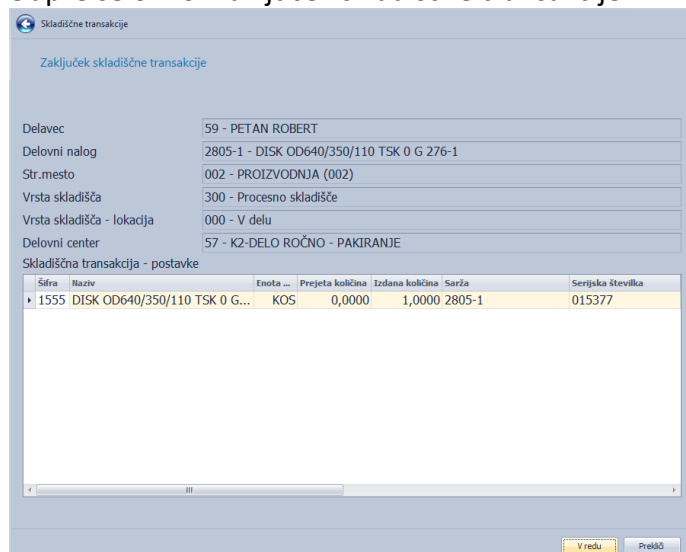 Skladiščne transakcije
Zaključek skladiščne transakcije
Delavec 59 - PETAN ROBERT
Delovni nalog 2805-1 - DISK OD640/350/110 TSK 0 G 276-1
Str.mesto 002 - PROIZVODNJA (002)
Vrsta skladišča 300 - Procesno skladišče
Vrsta skladišča - lokacija 000 - V delu
Delovni center 57 - K2-DELO ROČNO - PAKIRANJE
Skladiščna transakcija - postavke
Šifra Naziv Enota ... Prejeta količina Izdana količina Sarža Serijska številka
1555 DISK OD640/350/110 TSK 0 G... KOS 0,0000 1,0000 2805-1 015377
V redu Prekliči